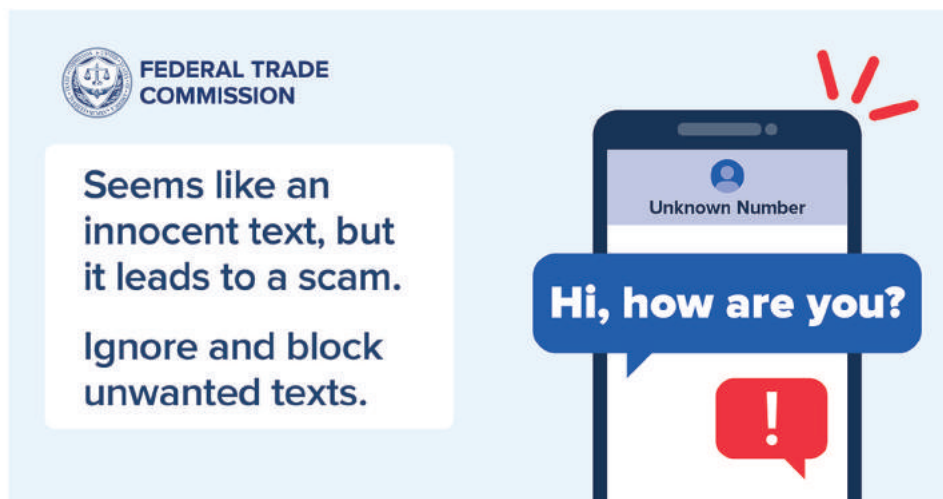 FEDERAL TRADE
COMMISSION
Seems like an
innocent text, but
it leads to a scam.
Ignore and block
unwanted texts.
Unknown Number
Hi, how are you?
!